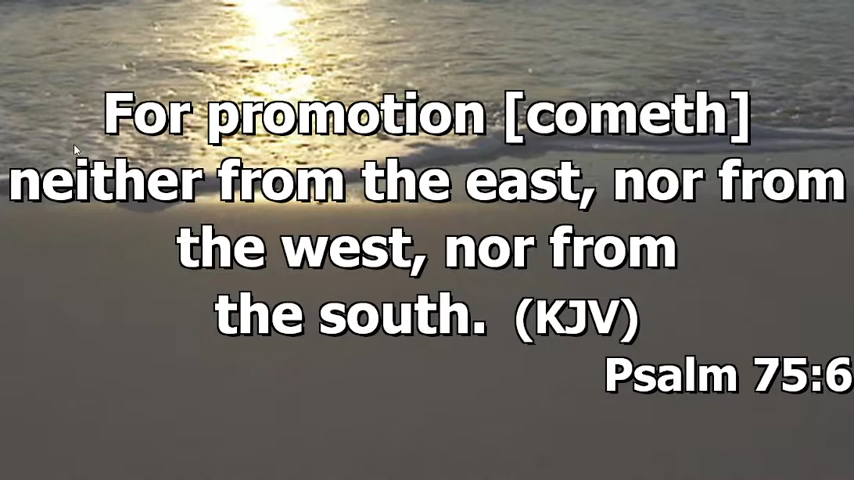 For promotion [cometh]
neither from the east, nor from
the west, nor from
the south. (KJV)
Psalm 75:6